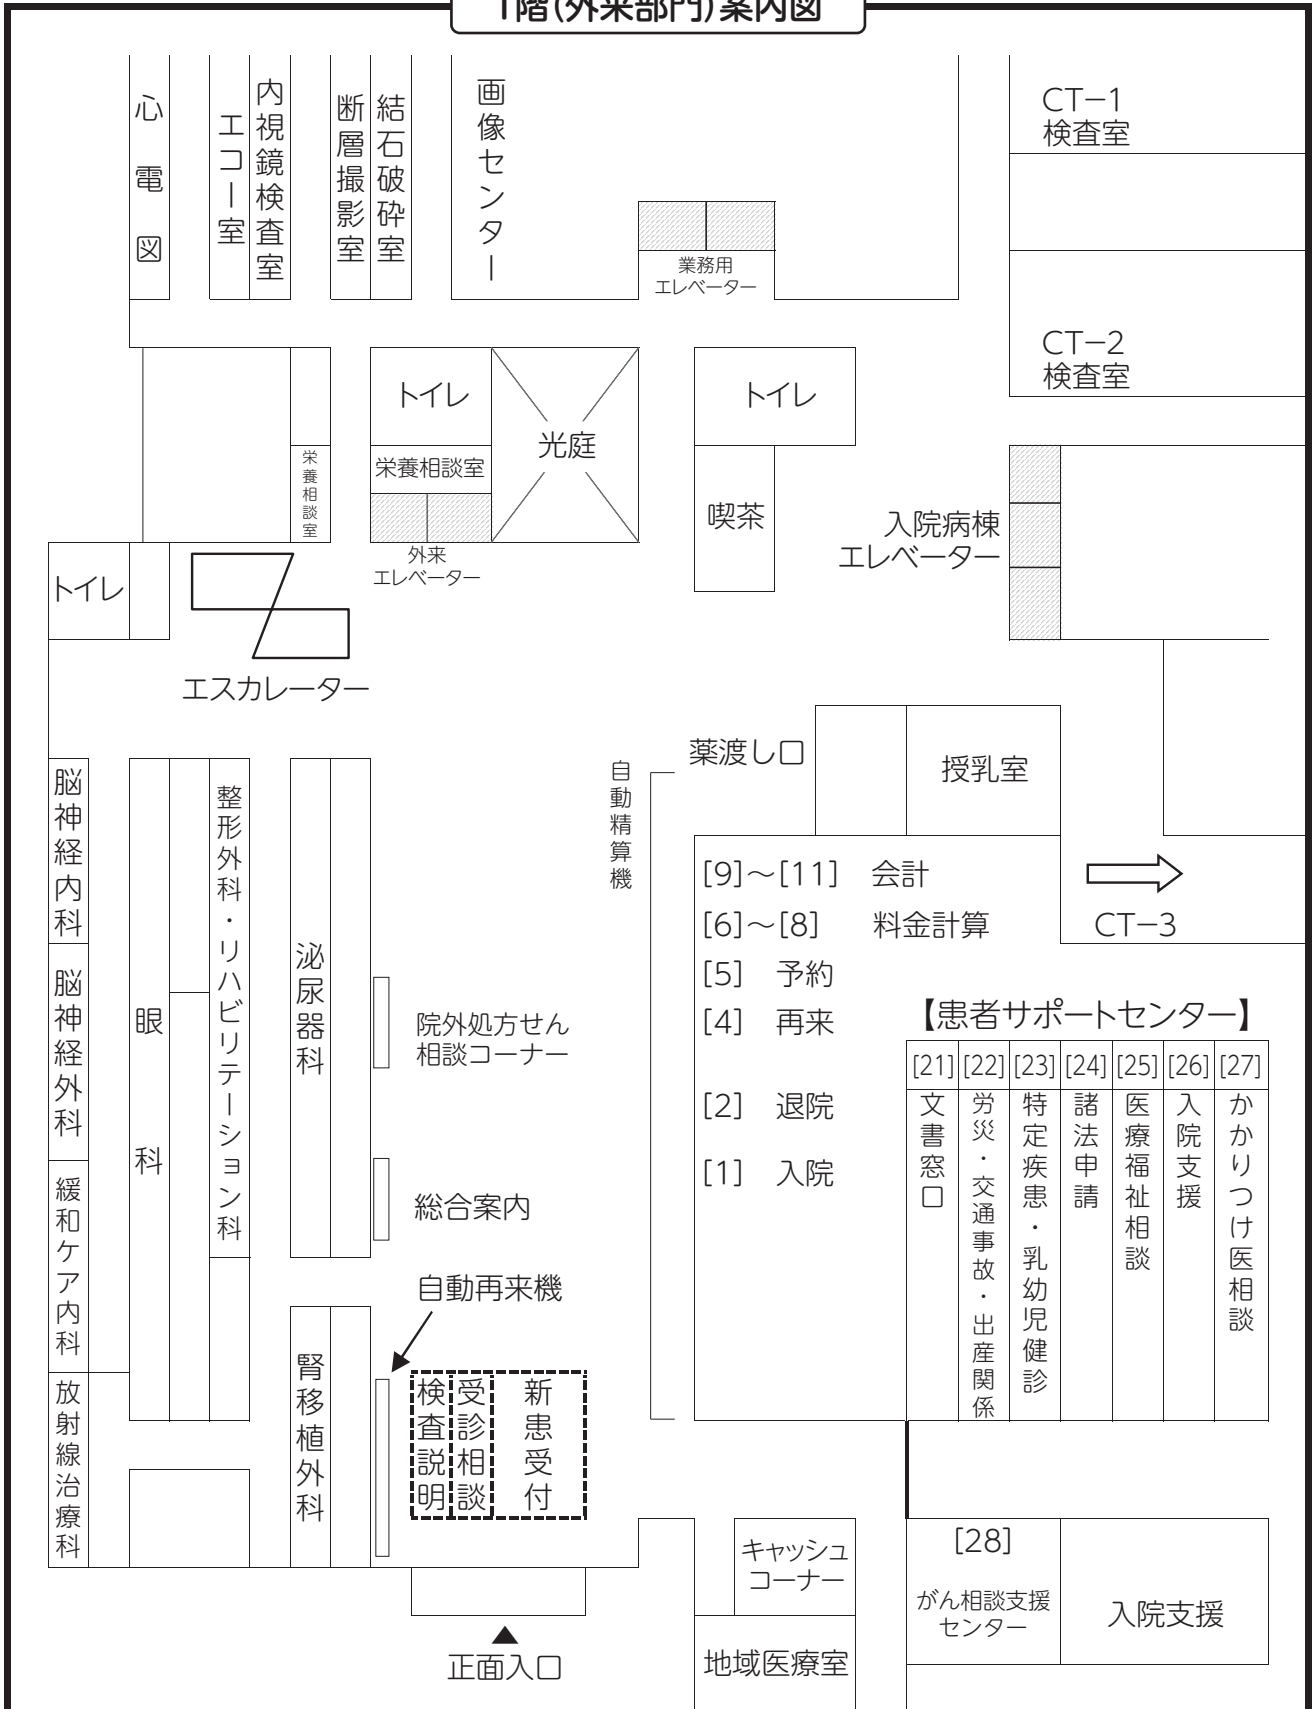 1階(外来部門)案内図
心電図
エコー室
内視鏡検査室
断層撮影室
結石破砕室
画像センター
業務用
エレベーター
CT−1
検査室
CT−2
検査室
トイレ
栄養相談室
光庭
トイレ
栄養相談室
喫茶
入院病棟
エレベーター
外来
エレベーター
トイレ
エスカレーター
薬渡し口
授乳室
自動精算機
脳神経内科
脳神経外科
緩和ケア内科
放射線治療科
眼科
整形外科・リハビリテーション科
泌尿器科
腎移植外科
院外処方せん
相談コーナー
総合案内
自動再来機
検査説明
受診相談
新患受付
[9]〜[11] 会計
[6]〜[8] 料金計算
[5] 予約
[4] 再来
[2] 退院
[1] 入院
CT−3
【患者サポートセンター】
[21] 文書窓口
[22] 労災・交通事故・出産関係
[23] 特定疾患・乳幼児健診
[24] 諸法申請
[25] 医療福祉相談
[26] 入院支援
[27] かかりつけ医相談
キャッシュ
コーナー
地域医療室
[28]
がん相談支援
センター
入院支援
正面入口